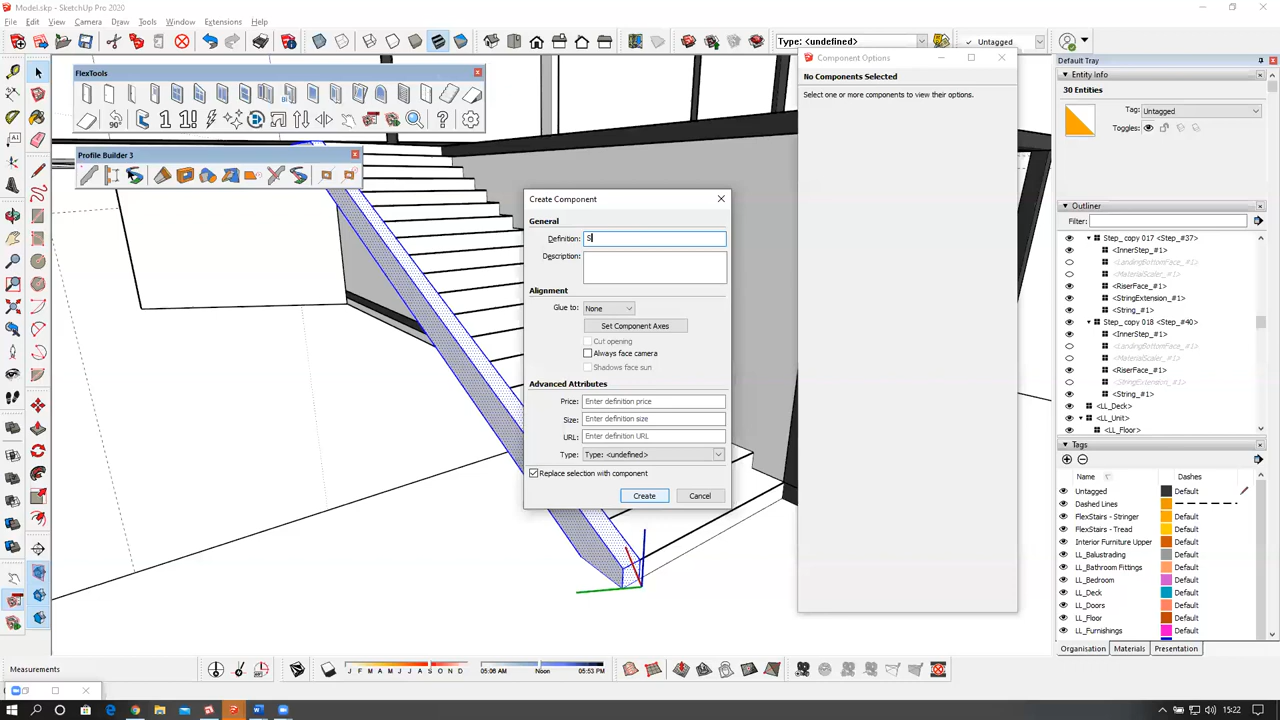 Model.skp - SketchUp Pro 2020
File Edit View Camera Draw Tools Window Extensions Help
Type: <undefined>
Untagged
FlexTools
1 1! ?
90°
Profile Builder 3
Component Options
No Components Selected
Select one or more components to view their options.
Create Component
General
Definition: S
Description:
Alignment
Glue to: None
Set Component Axes
Cut opening
Always face camera
Shadows face sun
Advanced Attributes
Price: Enter definition price
Size: Enter definition size
URL: Enter definition URL
Type: Type: <undefined>
Replace selection with component
Create Cancel
Default Tray
Entity Info
30 Entities
Tag: Untagged
Toggles:
Outliner
Filter:
Step_ copy 017 <Step_#37>
<InnerStep_#1>
<LandingBottomFace_#1>
<MaterialScaler_#1>
<RiserFace_#1>
<StringExtension_#1>
<String_#1>
Step_ copy 018 <Step_#40>
<InnerStep_#1>
<LandingBottomFace_#1>
<MaterialScaler_#1>
<RiserFace_#1>
<StringExtension_#1>
<String_#1>
<LL_Deck>
<LL_Unit>
<LL_Floor>
Tags
Name Dashes
Untagged Default
Dashed Lines
FlexStairs - Stringer Default
FlexStairs - Tread Default
Interior Furniture Upper Default
LL_Balustrading Default
LL_Bathroom Fittings Default
LL_Bedroom Default
LL_Deck Default
LL_Doors Default
LL_Floor Default
LL_Furnishings Default
Organisation Materials Presentation
Measurements
J F M A M J J A S O N D
05:06 AM Noon 05:53 PM
15:22